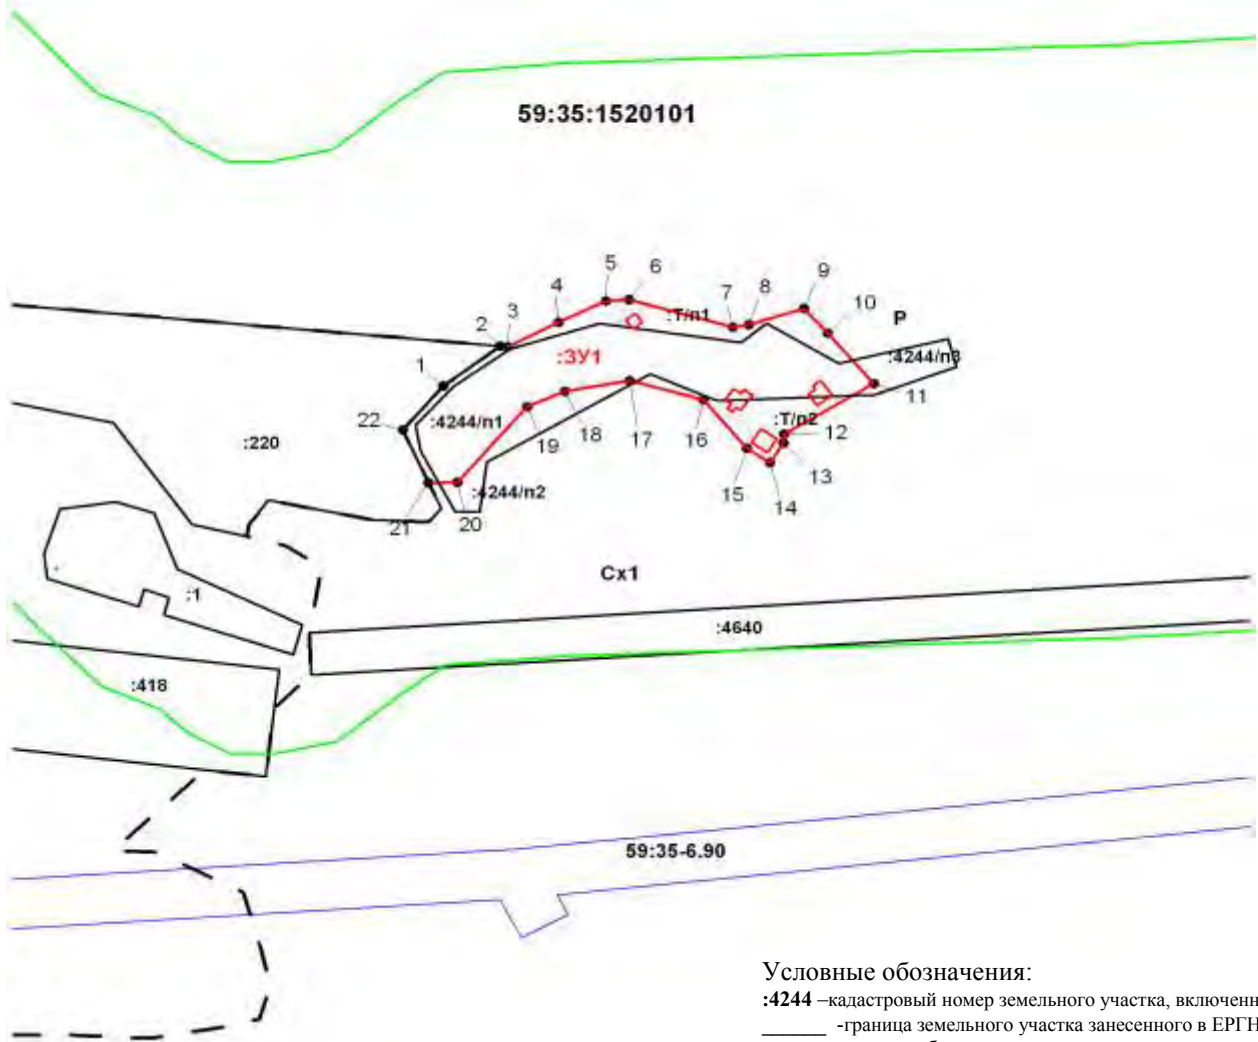 59:35:1520101
5
6
9
4
8
10
7
:Т/п1
Р
2
3
:ЗУ1
:4244/п3
1
11
:4244/п1
22
19
18
17
16
:Т/п2
12
:220
13
15
14
:4244/п2
21
20
Сх1
:1
:4640
:418
59:35-6.90
Условные обозначения:
:4244 –кадастровый номер земельного участка, включенн
______ -граница земельного участка занесенного в ЕРГН